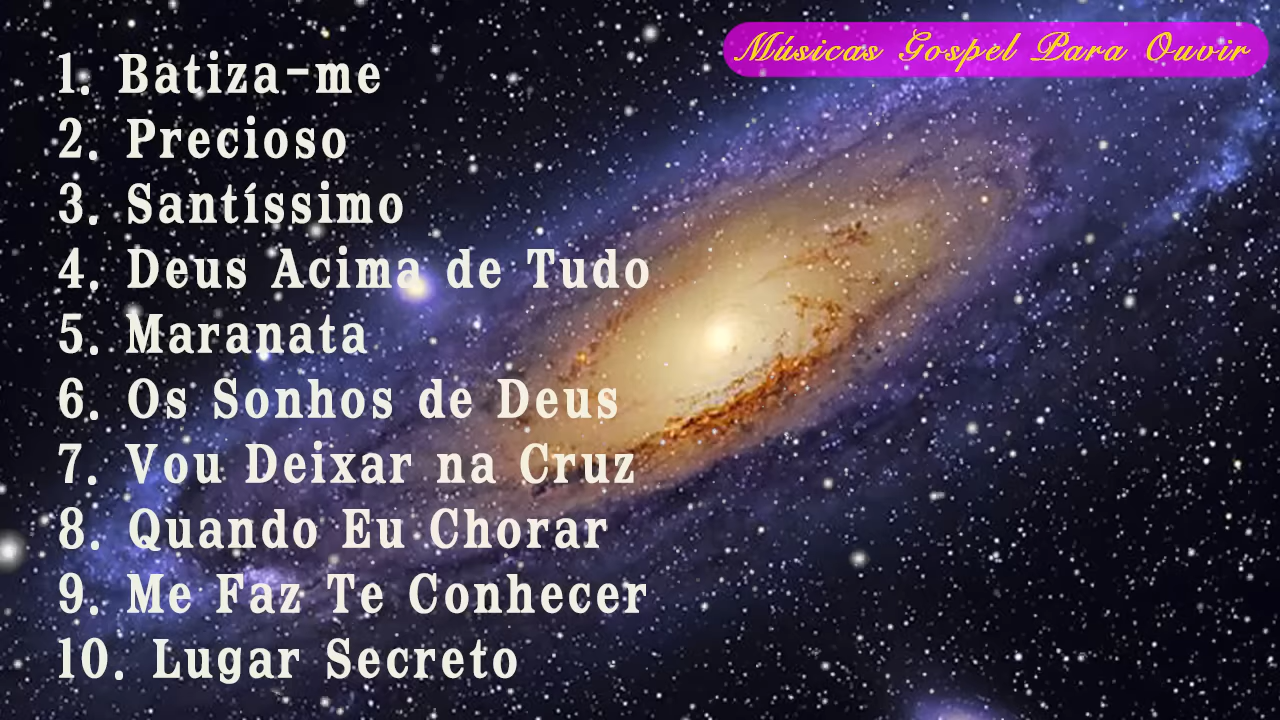 Músicas Gospel Para Ouvir
1. Batiza-me
2. Precioso
3. Santíssimo
4. Deus Acima de Tudo
5. Maranata
6. Os Sonhos de Deus
7. Vou Deixar na Cruz
8. Quando Eu Chorar
9. Me Faz Te Conhecer
10. Lugar Secreto